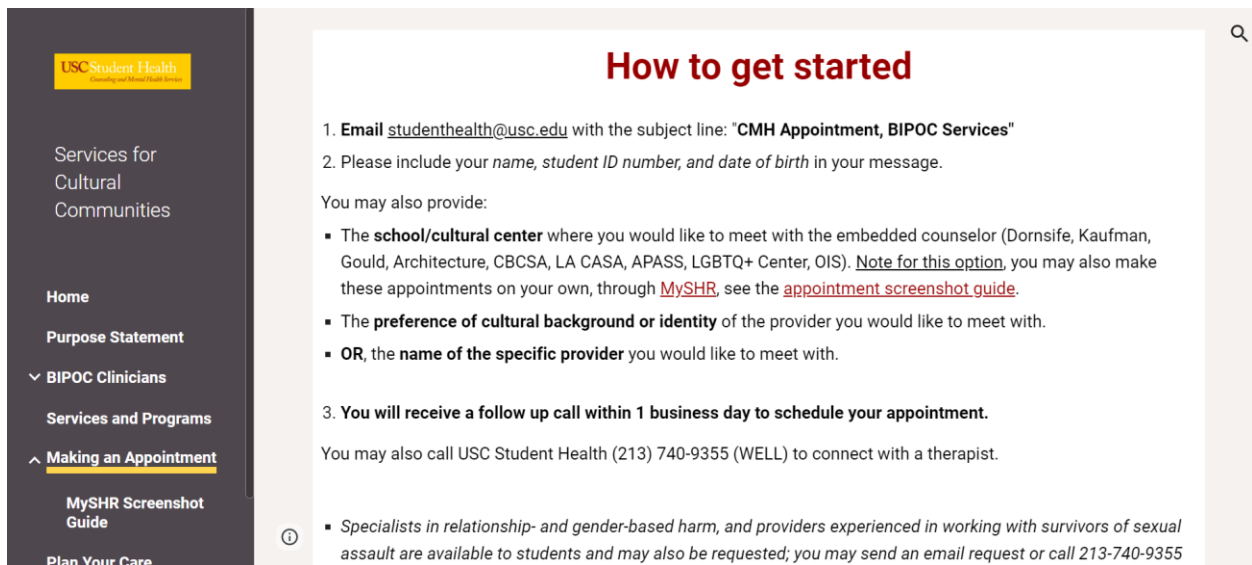 USC Student Health
Counseling and Mental Health Services
Services for
Cultural
Communities
Home
Purpose Statement
BIPOC Clinicians
Services and Programs
Making an Appointment
MySHR Screenshot
Guide
Plan Your Care
How to get started
1. Email studenthealth@usc.edu with the subject line: "CMH Appointment, BIPOC Services"
2. Please include your name, student ID number, and date of birth in your message.
You may also provide:
▪ The school/cultural center where you would like to meet with the embedded counselor (Dornsife, Kaufman,
Gould, Architecture, CBCSA, LA CASA, APASS, LGBTQ+ Center, OIS). Note for this option, you may also make
these appointments on your own, through MySHR, see the appointment screenshot guide.
▪ The preference of cultural background or identity of the provider you would like to meet with.
▪ OR, the name of the specific provider you would like to meet with.
3. You will receive a follow up call within 1 business day to schedule your appointment.
You may also call USC Student Health (213) 740-9355 (WELL) to connect with a therapist.
▪ Specialists in relationship- and gender-based harm, and providers experienced in working with survivors of sexual
assault are available to students and may also be requested; you may send an email request or call 213-740-9355